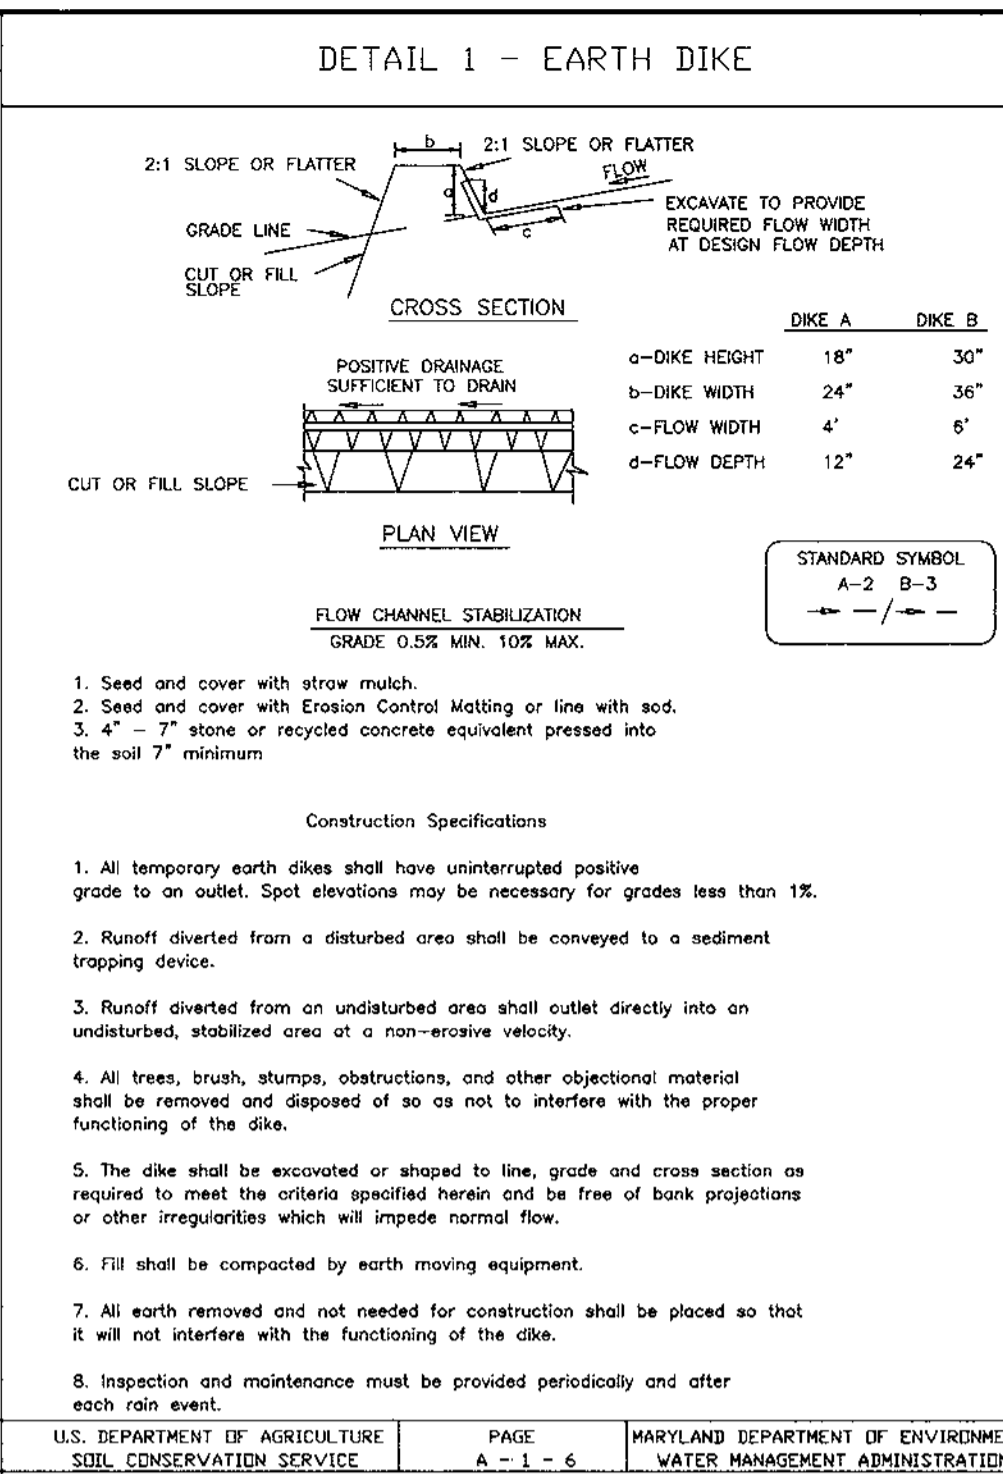 DETAIL 1 - EARTH DIKE
b
2:1 SLOPE OR FLATTER
2:1 SLOPE OR FLATTER
FLOW
a
d
EXCAVATE TO PROVIDE
REQUIRED FLOW WIDTH
AT DESIGN FLOW DEPTH
GRADE LINE
c
CUT OR FILL
SLOPE
CROSS SECTION
DIKE A DIKE B
a-DIKE HEIGHT 18" 30"
b-DIKE WIDTH 24" 36"
c-FLOW WIDTH 4' 6'
d-FLOW DEPTH 12" 24"
POSITIVE DRAINAGE
SUFFICIENT TO DRAIN
CUT OR FILL SLOPE
PLAN VIEW
STANDARD SYMBOL
A-2 B-3
/
FLOW CHANNEL STABILIZATION
GRADE 0.5% MIN. 10% MAX.
1. Seed and cover with straw mulch.
2. Seed and cover with Erosion Control Matting or line with sod.
3. 4" - 7" stone or recycled concrete equivalent pressed into
the soil 7" minimum
Construction Specifications
1. All temporary earth dikes shall have uninterrupted positive
grade to an outlet. Spot elevations may be necessary for grades less than 1%.
2. Runoff diverted from a disturbed area shall be conveyed to a sediment
trapping device.
3. Runoff diverted from an undisturbed area shall outlet directly into an
undisturbed, stabilized area at a non-erosive velocity.
4. All trees, brush, stumps, obstructions, and other objectional material
shall be removed and disposed of so as not to interfere with the proper
functioning of the dike.
5. The dike shall be excavated or shaped to line, grade and cross section as
required to meet the criteria specified herein and be free of bank projections
or other irregularities which will impede normal flow.
6. Fill shall be compacted by earth moving equipment.
7. All earth removed and not needed for construction shall be placed so that
it will not interfere with the functioning of the dike.
8. Inspection and maintenance must be provided periodically and after
each rain event.
U.S. DEPARTMENT OF AGRICULTURE
SOIL CONSERVATION SERVICE
PAGE
A - 1 - 6
MARYLAND DEPARTMENT OF ENVIRONME
WATER MANAGEMENT ADMINISTRATION